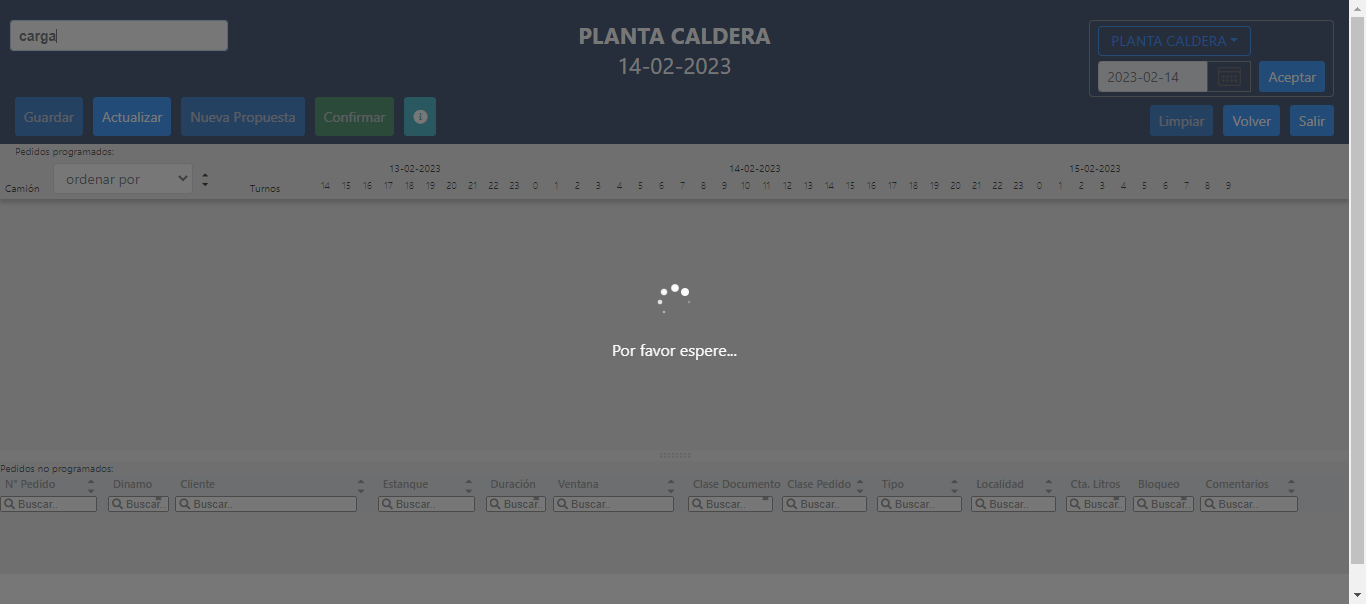 carga
PLANTA CALDERA
14-02-2023
PLANTA CALDERA
2023-02-14
Aceptar
Guardar Actualizar Nueva Propuesta Confirmar
Limpiar Volver Salir
Pedidos programados:
13-02-2023 14-02-2023 15-02-2023
Camión ordenar por Turnos 14 15 16 17 18 19 20 21 22 23 0 1 2 3 4 5 6 7 8 9 10 11 12 13 14 15 16 17 18 19 20 21 22 23 0 1 2 3 4 5 6 7 8 9
Por favor espere...
Pedidos no programados:
N° Pedido Dinamo Cliente Estanque Duración Ventana Clase Documento Clase Pedido Tipo Localidad Cta. Litros Bloqueo Comentarios
Buscar.. Buscar.. Buscar.. Buscar.. Buscar.. Buscar.. Buscar.. Buscar.. Buscar.. Buscar.. Buscar.. Buscar.. Buscar..